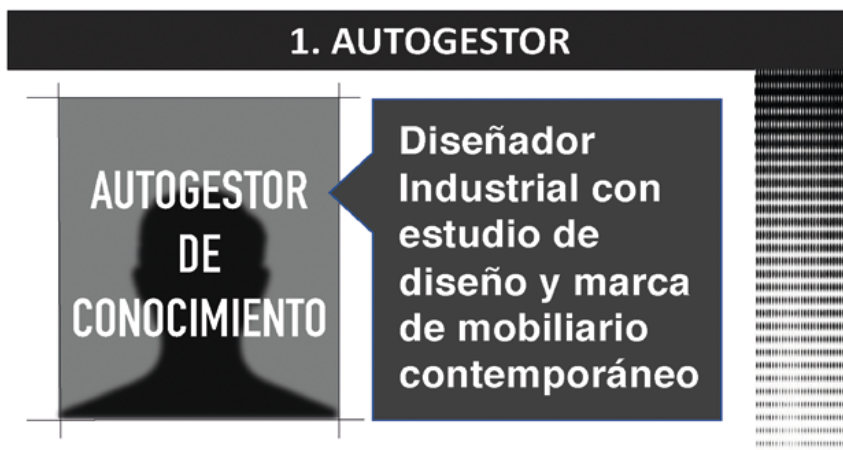 1. AUTOGESTOR
AUTOGESTOR
DE
CONOCIMIENTO
Diseñador
Industrial con
estudio de
diseño y marca
de mobiliario
contemporáneo